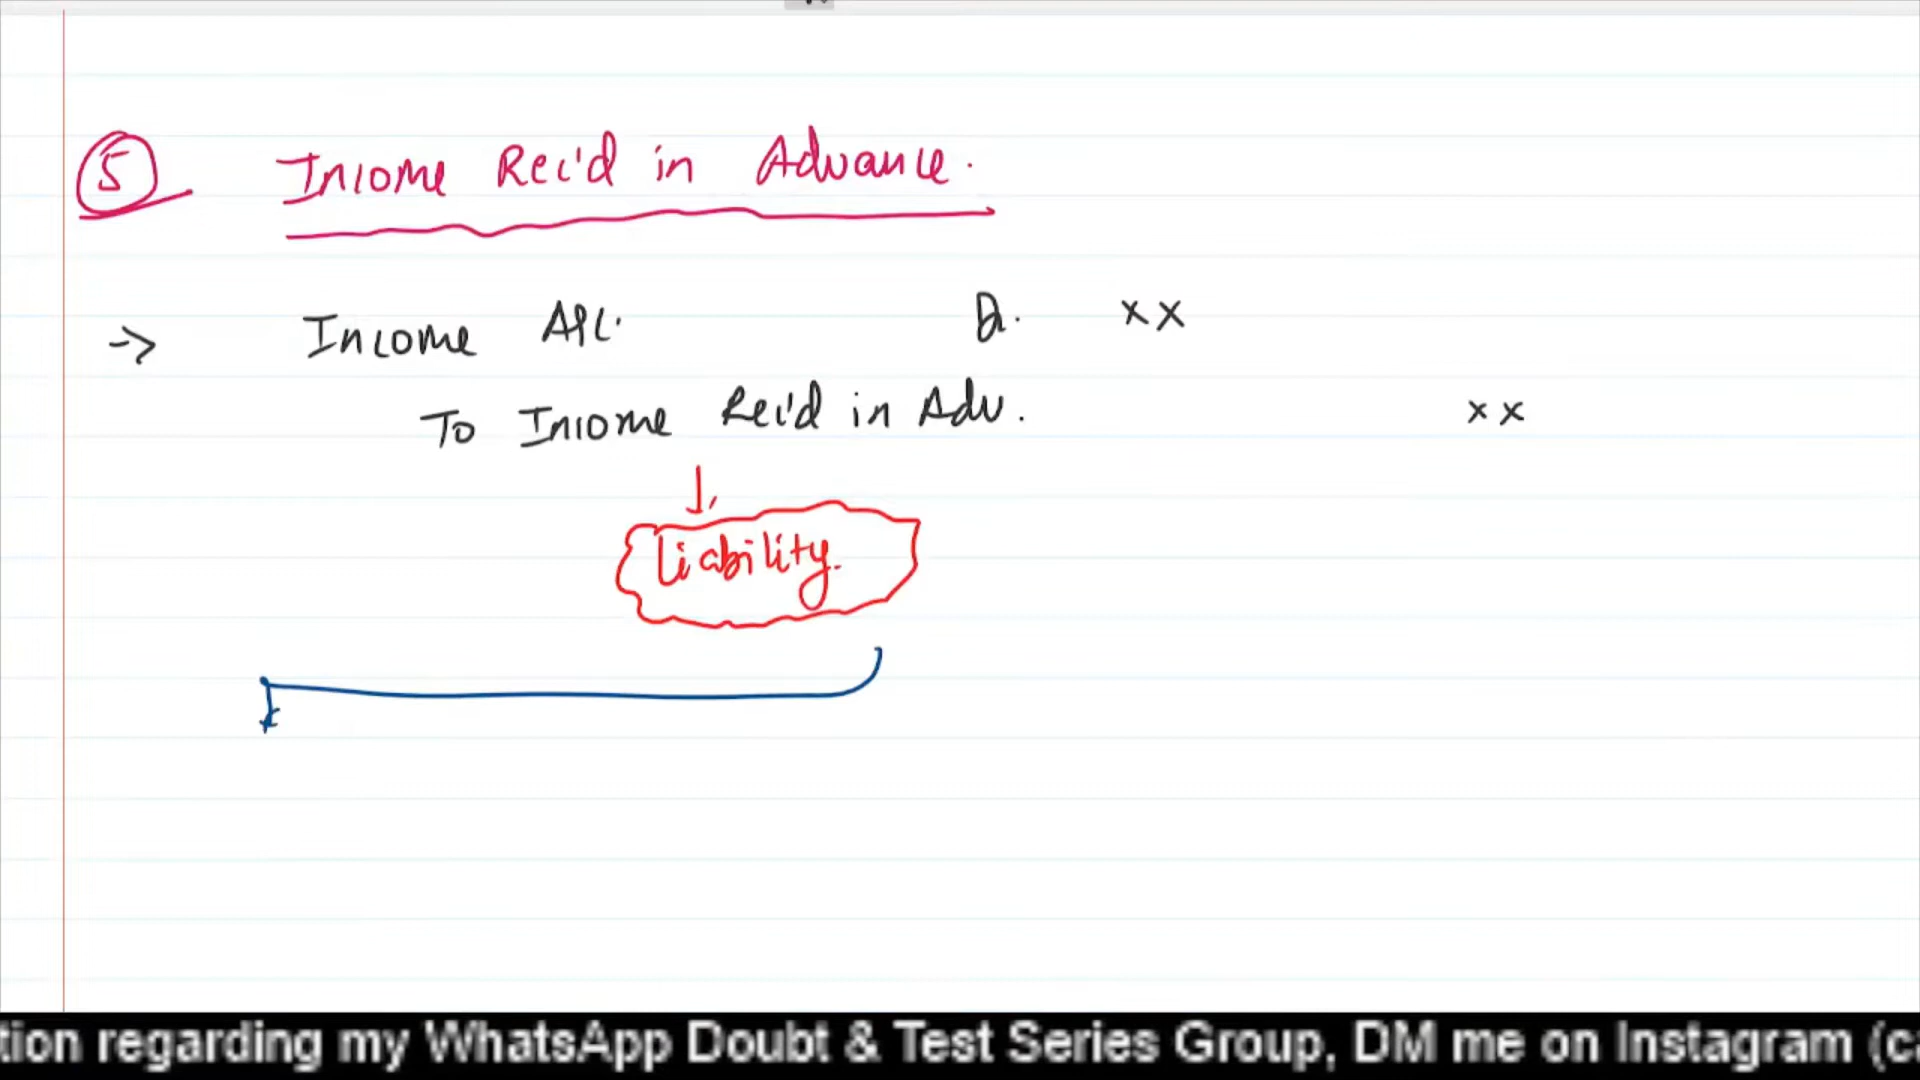 5 Income Rec'd in Advance.
-> Income A/c. Dr. xx
To Income Rec'd in Adv. xx
liability.
tion regarding my WhatsApp Doubt & Test Series Group, DM me on Instagram (ca